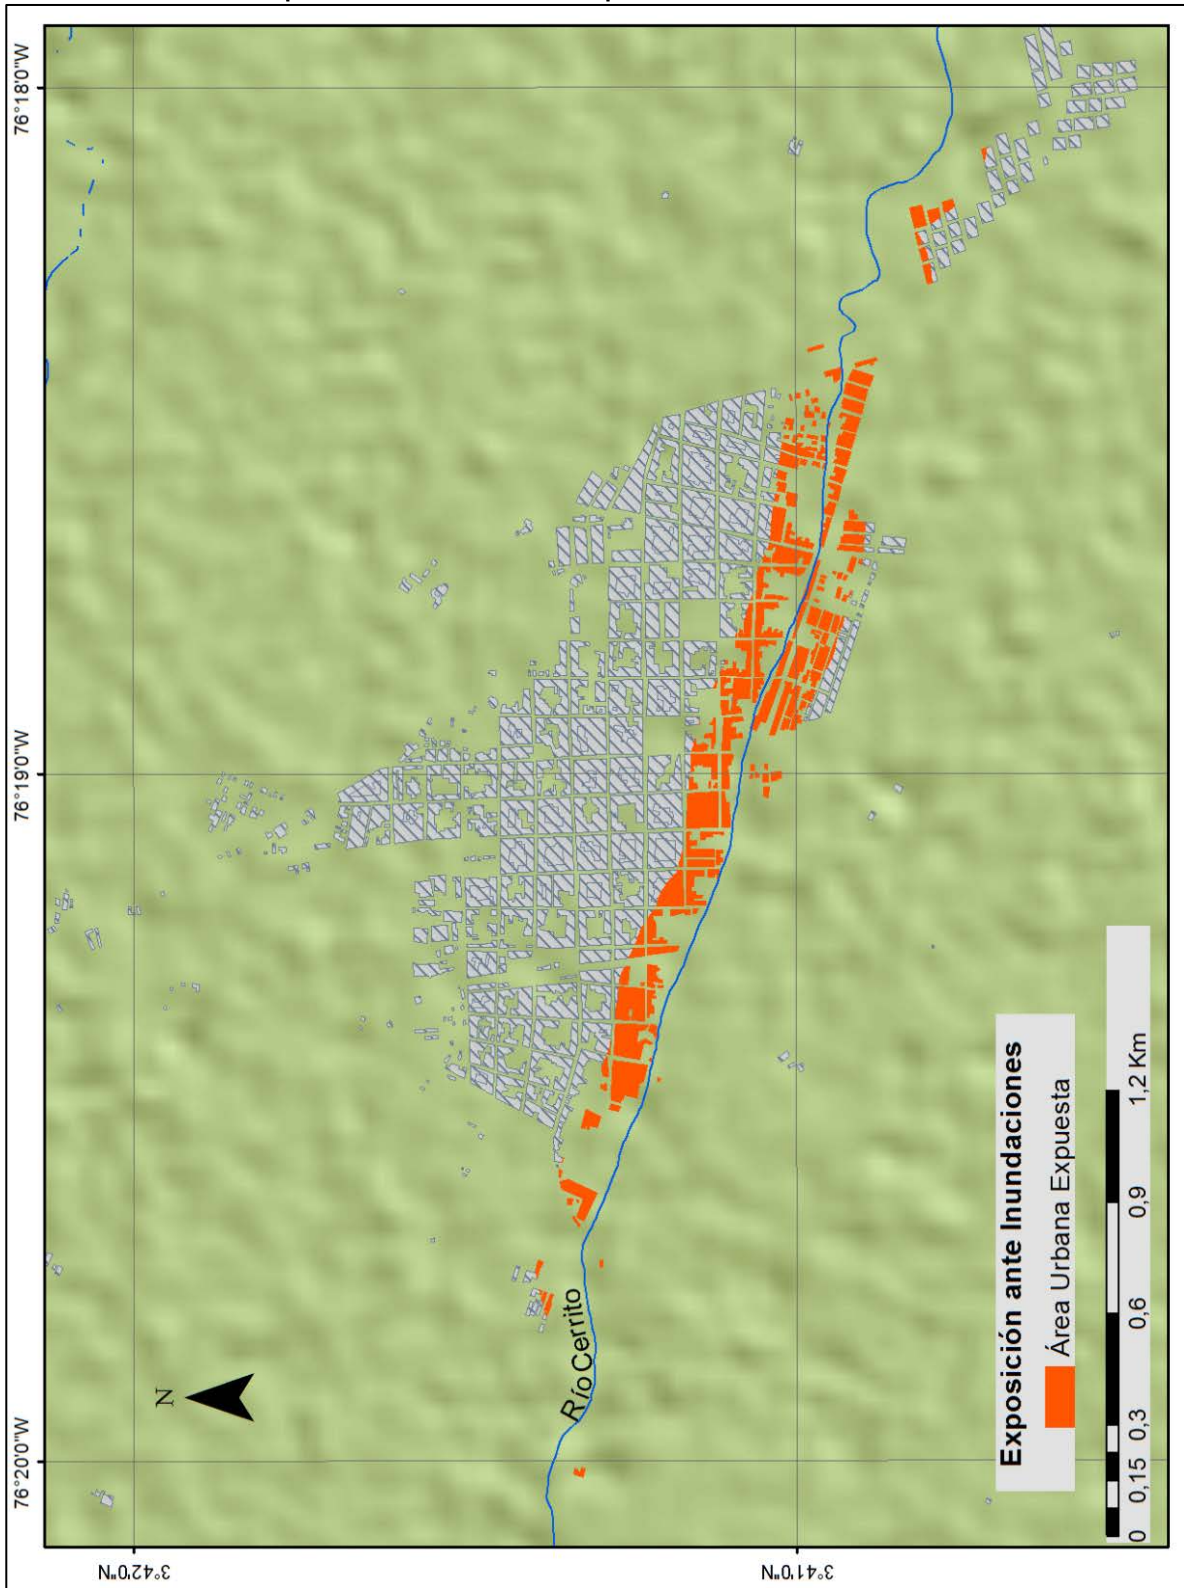 76°20'0"W
76°19'0"W
76°18'0"W
3°42'0"N
3°41'0"N
N
Río Cerrito
Exposición ante Inundaciones
Área Urbana Expuesta
0 0,15 0,3 0,6 0,9 1,2 Km